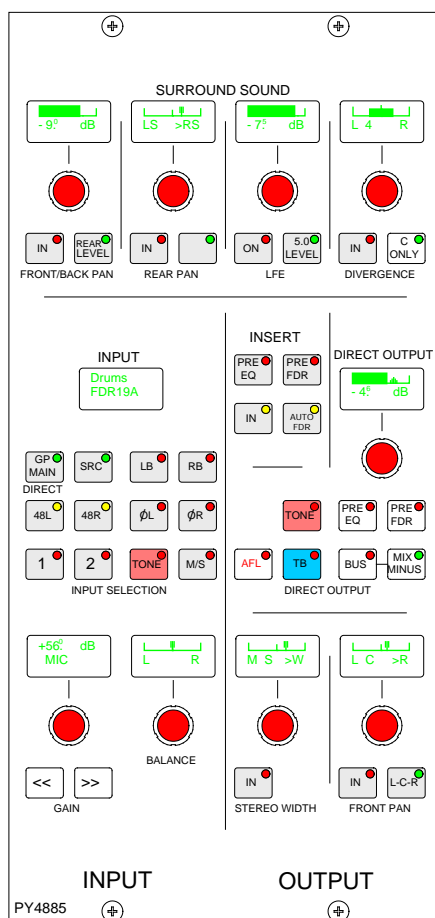 SURROUND SOUND
- 9.0 dB
LS >RS
- 7.5 dB
L 4 R
IN
REAR LEVEL
IN
ON
5.0 LEVEL
IN
C ONLY
FRONT/BACK PAN
REAR PAN
LFE
DIVERGENCE
INPUT
Drums
FDR19A
INSERT
PRE EQ
PRE FDR
IN
AUTO FDR
DIRECT OUTPUT
- 4.6 dB
GP MAIN
SRC
LB
RB
DIRECT
48L
48R
ØL
ØR
1
2
TONE
M/S
INPUT SELECTION
TONE
PRE EQ
PRE FDR
AFL
TB
BUS
MIX MINUS
DIRECT OUTPUT
+56.0 dB
MIC
L R
M S >W
L C >R
BALANCE
<<
>>
GAIN
IN
STEREO WIDTH
IN
L-C-R
FRONT PAN
INPUT
OUTPUT
PY4885